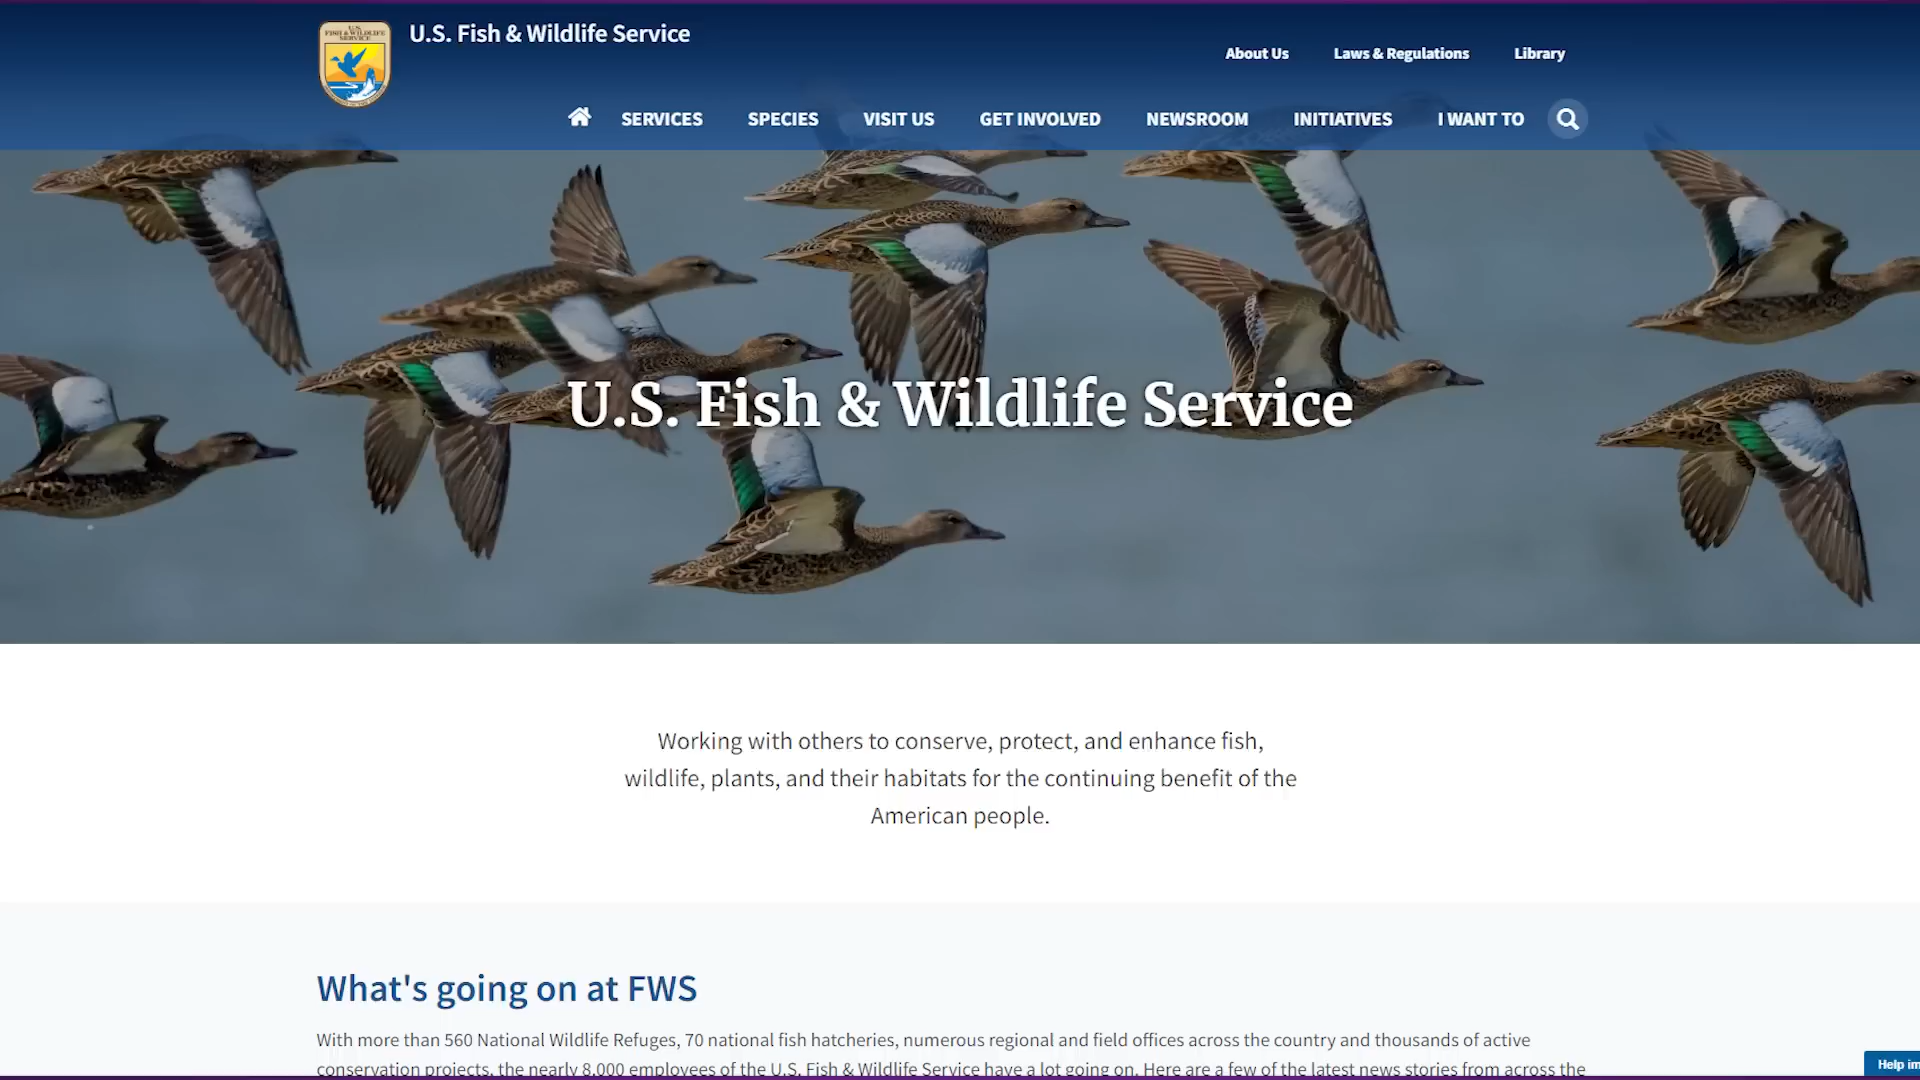 U.S. Fish & Wildlife Service
U.S.
FISH & WILDLIFE
SERVICE
About Us
Laws & Regulations
Library
SERVICES
SPECIES
VISIT US
GET INVOLVED
NEWSROOM
INITIATIVES
I WANT TO
U.S. Fish & Wildlife Service
Working with others to conserve, protect, and enhance fish,
wildlife, plants, and their habitats for the continuing benefit of the
American people.
What's going on at FWS
With more than 560 National Wildlife Refuges, 70 national fish hatcheries, numerous regional and field offices across the country and thousands of active
conservation projects, the nearly 8,000 employees of the U.S. Fish & Wildlife Service have a lot going on. Here are a few of the latest news stories from across the
Help im